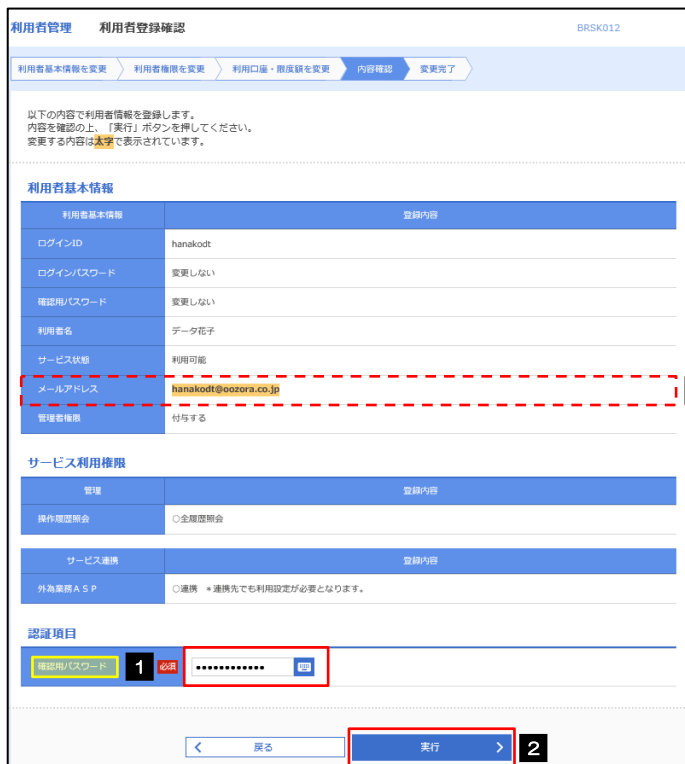 利用者管理 利用者登録確認 BRSK012
利用者基本情報を変更 利用者権限を変更 利用口座・限度額を変更 内容確認 変更完了
以下の内容で利用者情報を登録します。
内容を確認の上、「実行」ボタンを押してください。
変更する内容は太字で表示されています。
利用者基本情報
利用者基本情報 登録内容
ログインID hanakodt
ログインパスワード 変更しない
確認用パスワード 変更しない
利用者名 データ花子
サービス状態 利用可能
メールアドレス hanakodt@oozora.co.jp
管理者権限 付与する
サービス利用権限
管理 登録内容
操作履歴照会 ○全履歴照会
サービス連携 登録内容
外為業務ASP ○連携 *連携先でも利用設定が必要となります。
認証項目
確認用パスワード 1 必須 ••••••••••••
戻る 実行 2